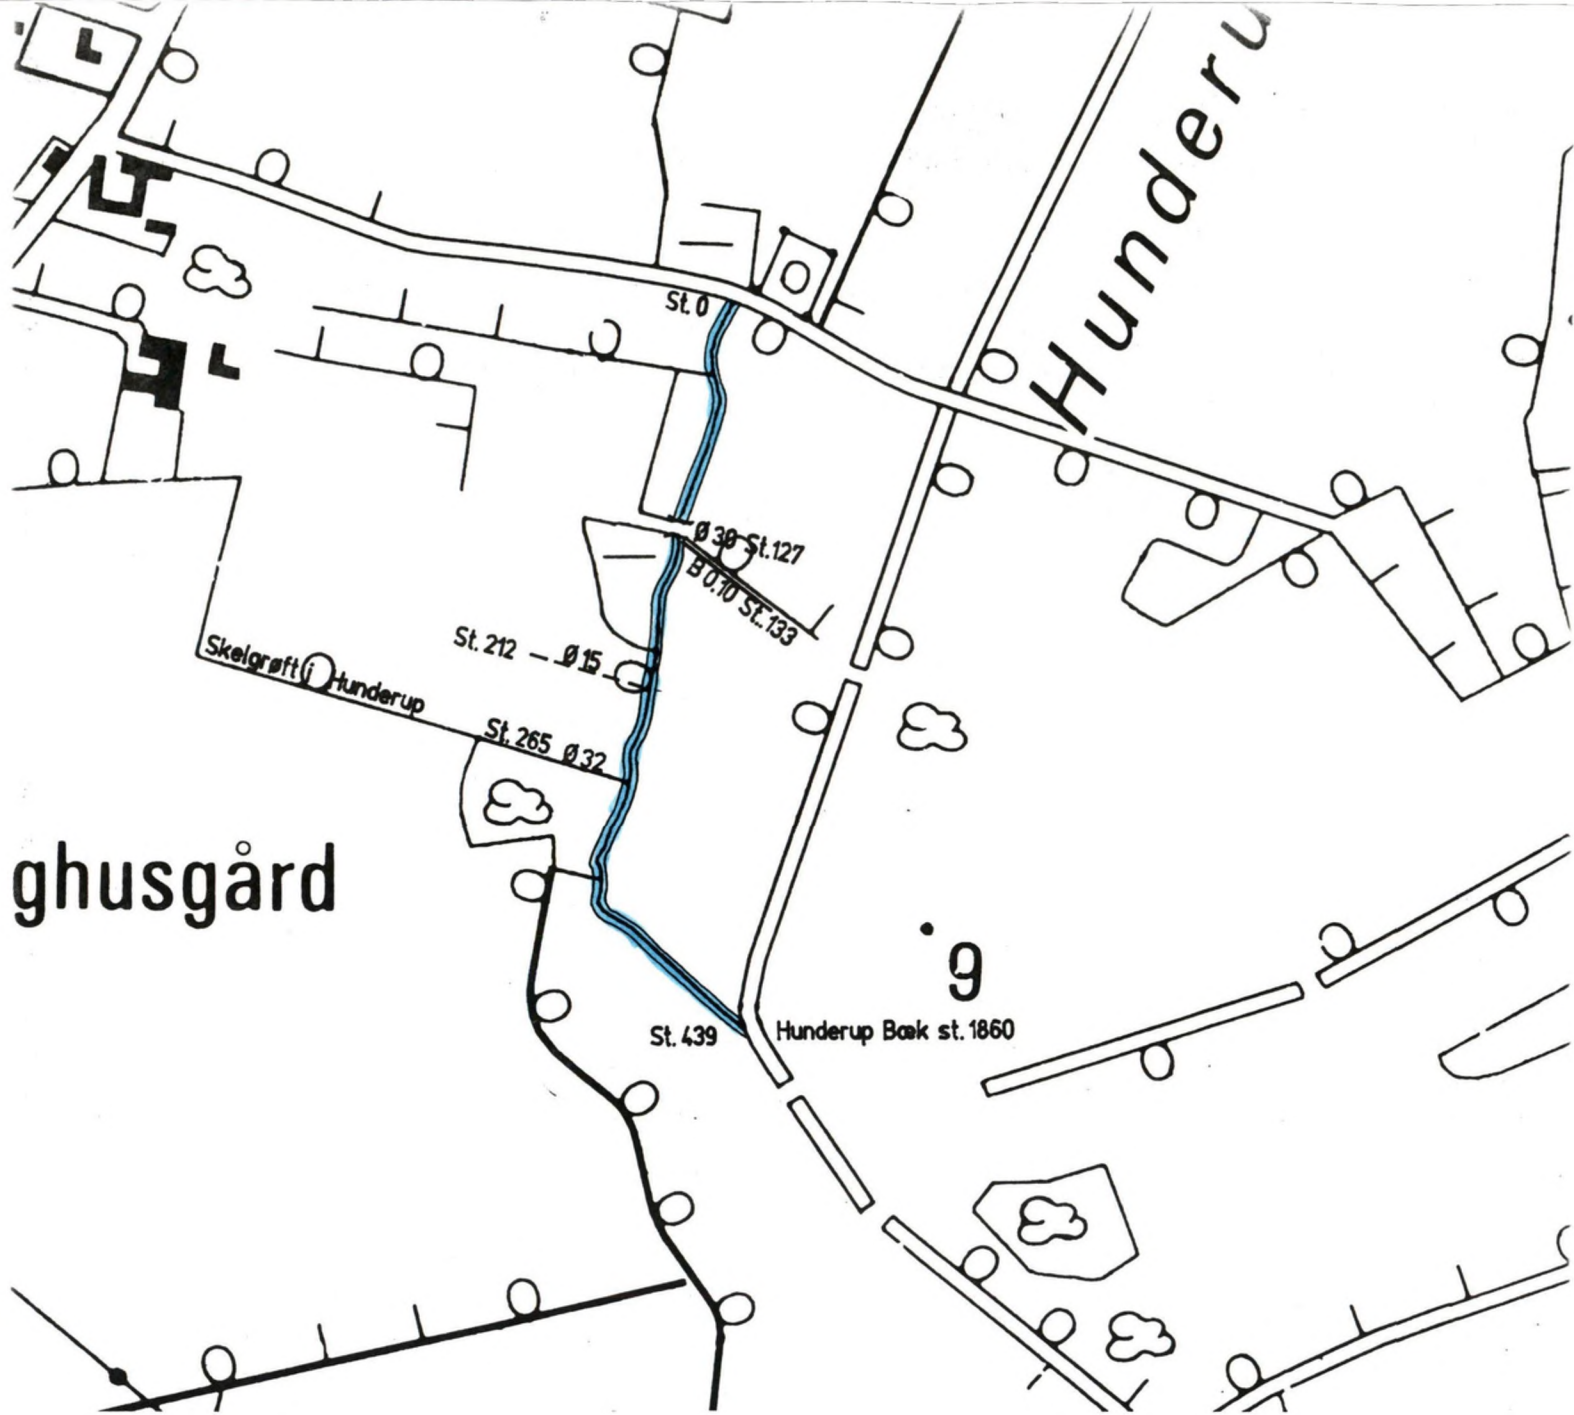 Hunderu
St. 0
Ø 30 St.127
B 0.10 St.133
St. 212
Ø 15
Skelgrøft i Hunderup
St. 265 Ø 32
ghusgård
9
St. 439
Hunderup Bæk st. 1860